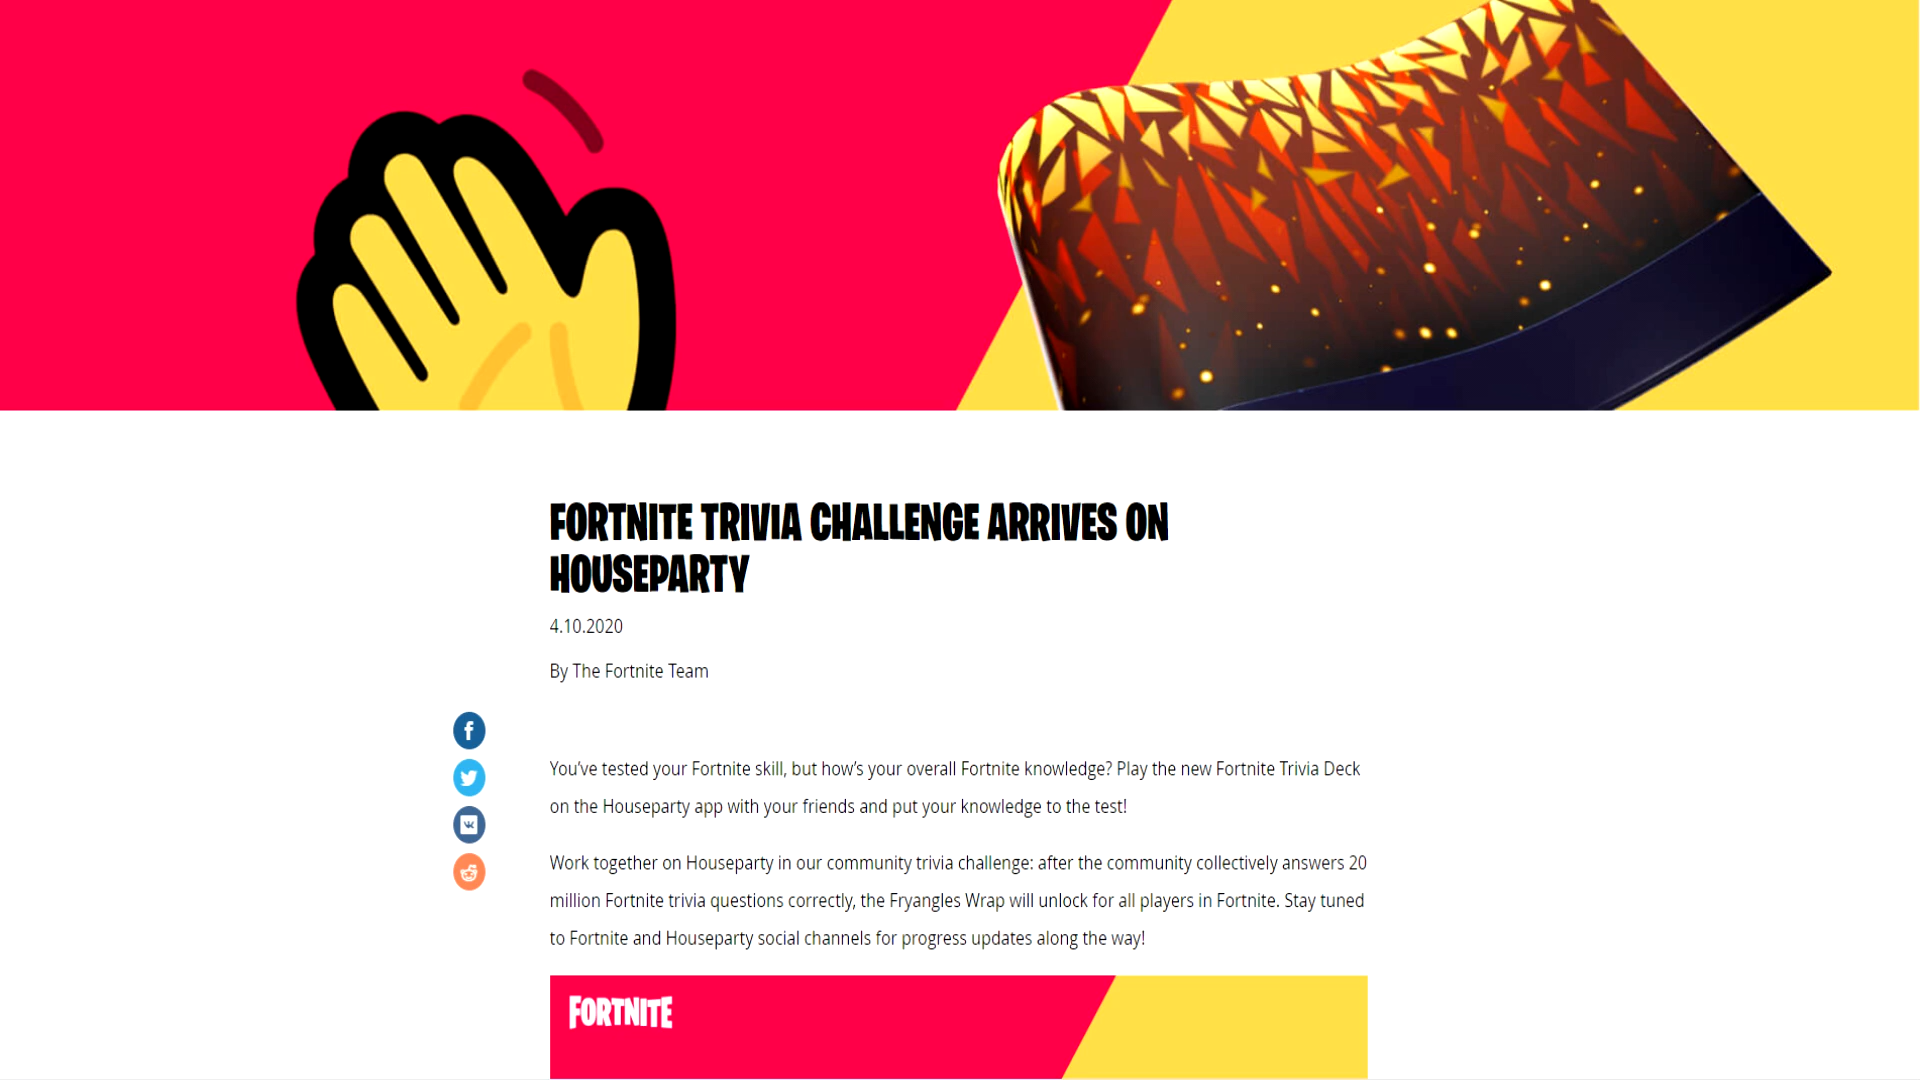 FORTNITE TRIVIA CHALLENGE ARRIVES ON
HOUSEPARTY
4.10.2020
By The Fortnite Team
You’ve tested your Fortnite skill, but how’s your overall Fortnite knowledge? Play the new Fortnite Trivia Deck
on the Houseparty app with your friends and put your knowledge to the test!
Work together on Houseparty in our community trivia challenge: after the community collectively answers 20
million Fortnite trivia questions correctly, the Fryangles Wrap will unlock for all players in Fortnite. Stay tuned
to Fortnite and Houseparty social channels for progress updates along the way!
FORTNITE